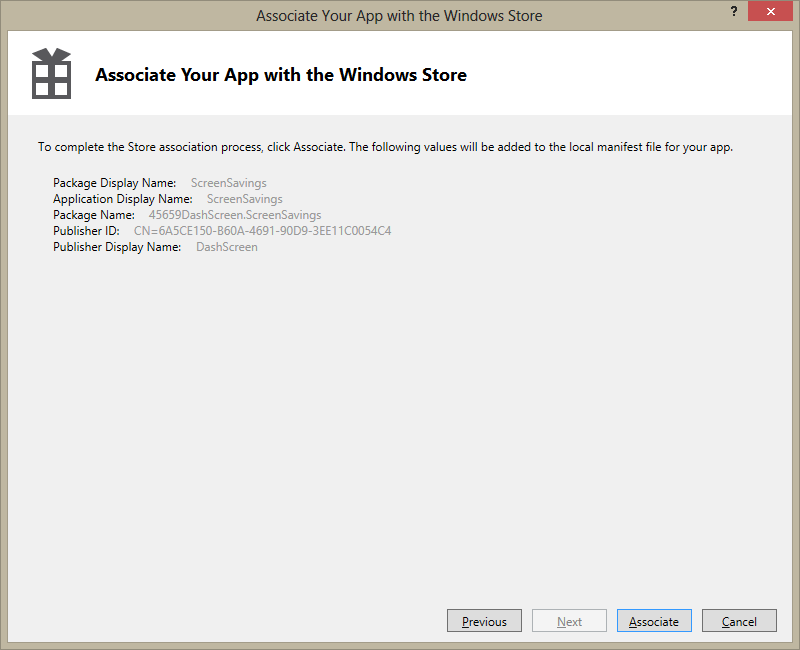 Associate Your App with the Windows Store
?
Associate Your App with the Windows Store
To complete the Store association process, click Associate. The following values will be added to the local manifest file for your app.
Package Display Name: ScreenSavings
Application Display Name: ScreenSavings
Package Name: 45659DashScreen.ScreenSavings
Publisher ID: CN=6A5CE150-B60A-4691-90D9-3EE11C0054C4
Publisher Display Name: DashScreen
Previous Next Associate Cancel